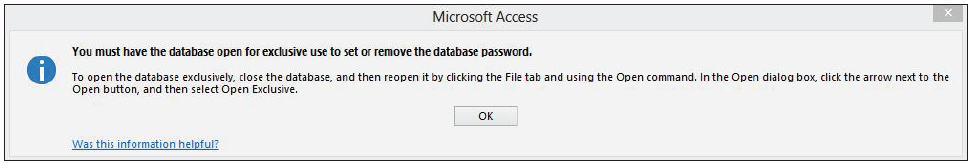 Microsoft Access
You must have the database open for exclusive use to set or remove the database password.
To open the database exclusively, close the database, and then reopen it by clicking the File tab and using the Open command. In the Open dialog box, click the arrow next to the
Open button, and then select Open Exclusive.
OK
Was this information helpful?